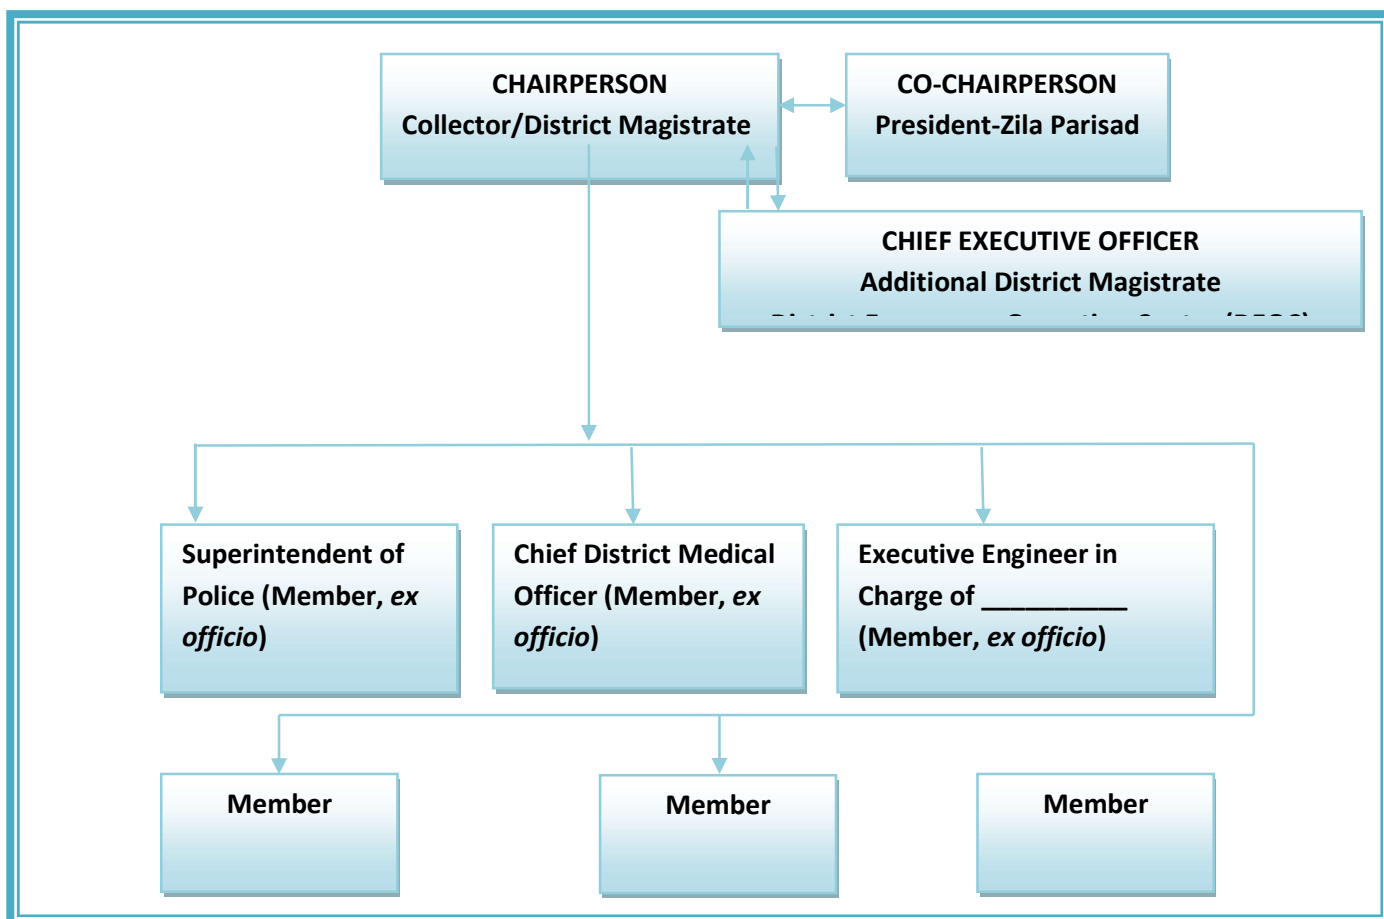 CHAIRPERSON
Collector/District Magistrate
CO-CHAIRPERSON
President-Zila Parisad
CHIEF EXECUTIVE OFFICER
Additional District Magistrate
Superintendent of
Police (Member, ex
officio)
Chief District Medical
Officer (Member, ex
officio)
Executive Engineer in
Charge of __________
(Member, ex officio)
Member
Member
Member